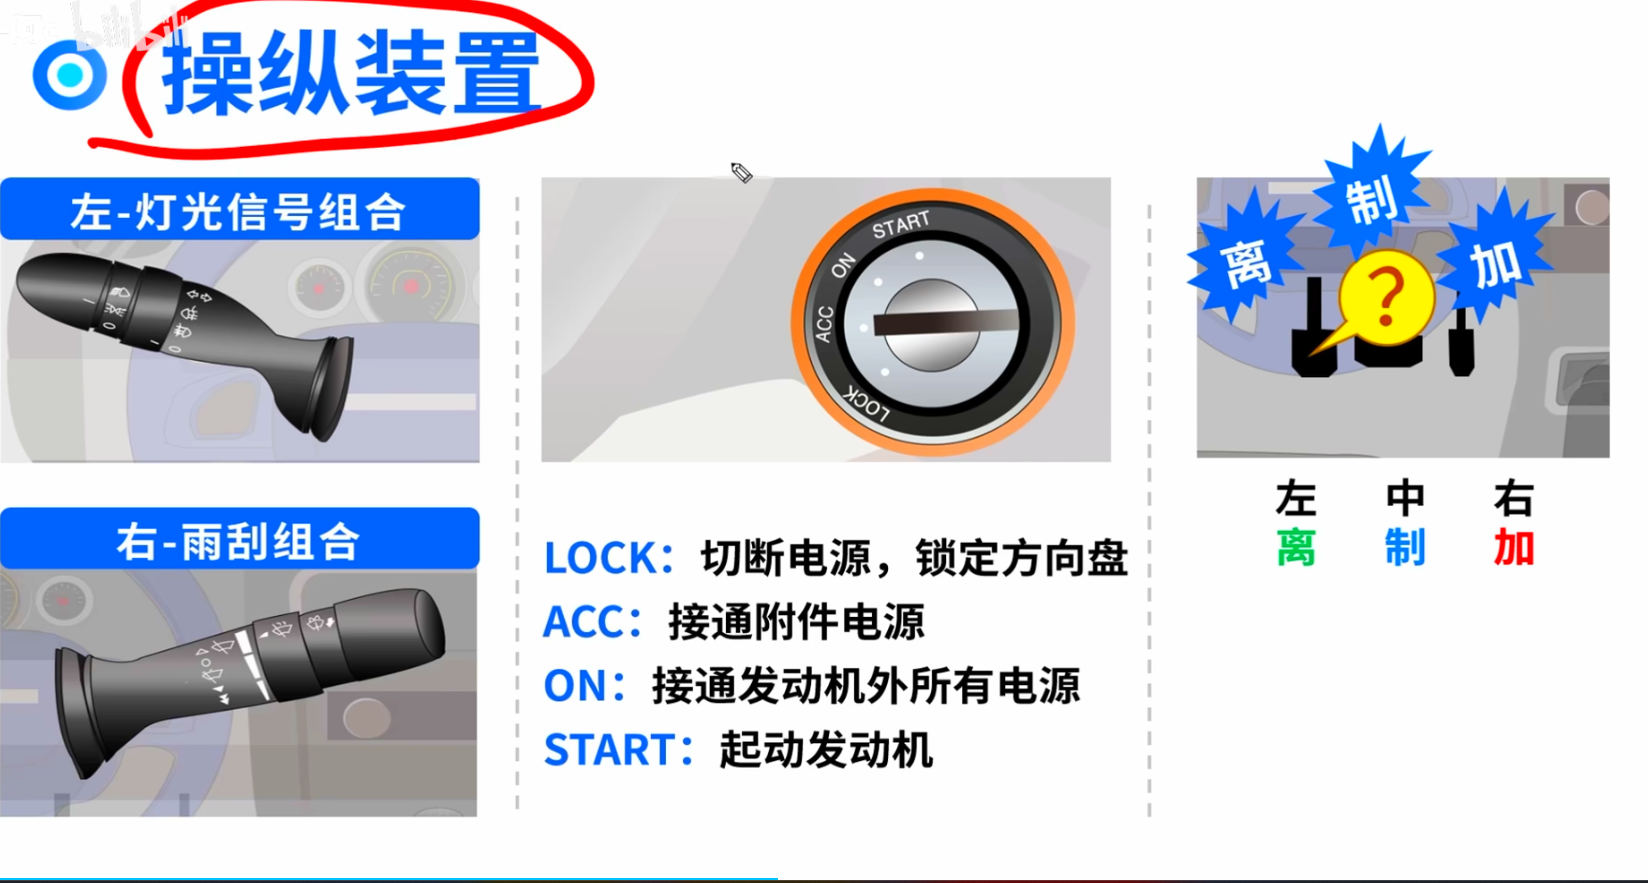 bilibili
操纵装置
左-灯光信号组合
右-雨刮组合
START
ON
ACC
LOCK
LOCK：切断电源，锁定方向盘
ACC：接通附件电源
ON：接通发动机外所有电源
START：起动发动机
离
制
加
?
左 中 右
离 制 加